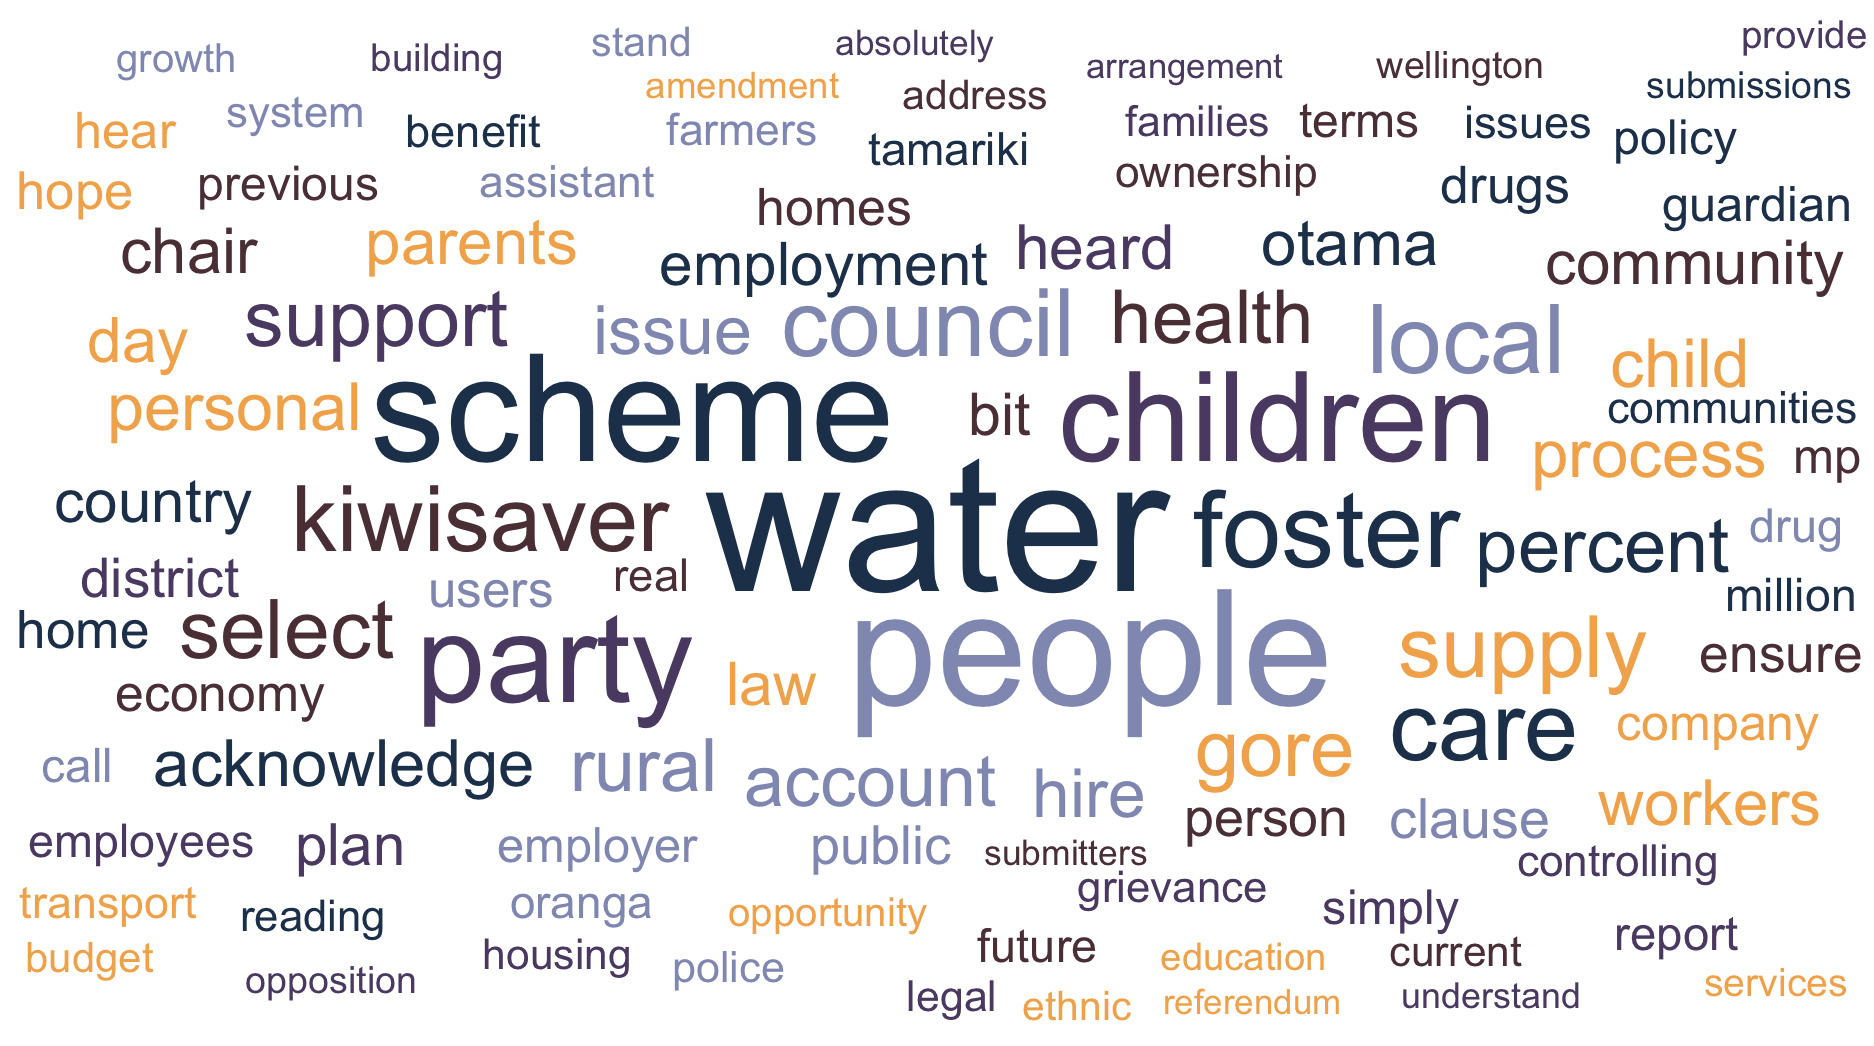 growth building stand absolutely arrangement wellington provide
amendment address submissions
hear system benefit farmers tamariki families terms issues policy
hope previous assistant homes ownership drugs guardian
chair parents employment heard otama community
day support issue council health local child
personal scheme bit children communities
process mp
country kiwisaver water foster percent drug
district users real million
home select party people supply ensure
economy law
call acknowledge rural account hire gore care company
person clause workers
employees plan employer public submitters controlling
transport reading oranga opportunity grievance simply
budget opposition housing police future education current report
legal ethnic referendum understand services